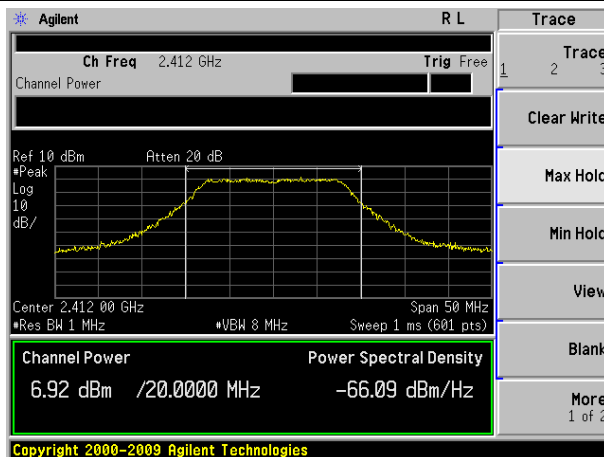 Agilent R L Trace
Ch Freq 2.412 GHz Trig Free
Channel Power
Trace
1 2 3
Clear Write
Max Hold
Min Hold
View
Blank
More
1 of 2
Ref 10 dBm Atten 20 dB
#Peak
Log
10
dB/
Center 2.412 00 GHz Span 50 MHz
#Res BW 1 MHz #VBW 8 MHz Sweep 1 ms (601 pts)
Channel Power Power Spectral Density
6.92 dBm /20.0000 MHz -66.09 dBm/Hz
Copyright 2000-2009 Agilent Technologies